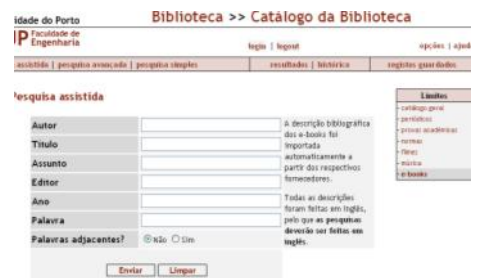 idade do Porto
Biblioteca >> Catálogo da Biblioteca
UP Faculdade de
Engenharia
login | logout
opções | ajud
assistida | pesquisa avançada | pesquisa simples
resultados | histórico
registos guardados
Pesquisa assistida
Autor
Título
Assunto
Editor
Ano
Palavra
Palavras adjacentes?
Não
Sim
Enviar
Limpar
A descrição bibliográfica
dos e-books foi
importada
automaticamente a
partir dos respectivos
fornecedores.
Todas as descrições
foram feitas em Inglês,
pelo que as pesquisas
deverão ser feitas em
inglês.
Limites
- catálogo geral
- periódicos
- provas académicas
- normas
- filmes
- música
- e-books